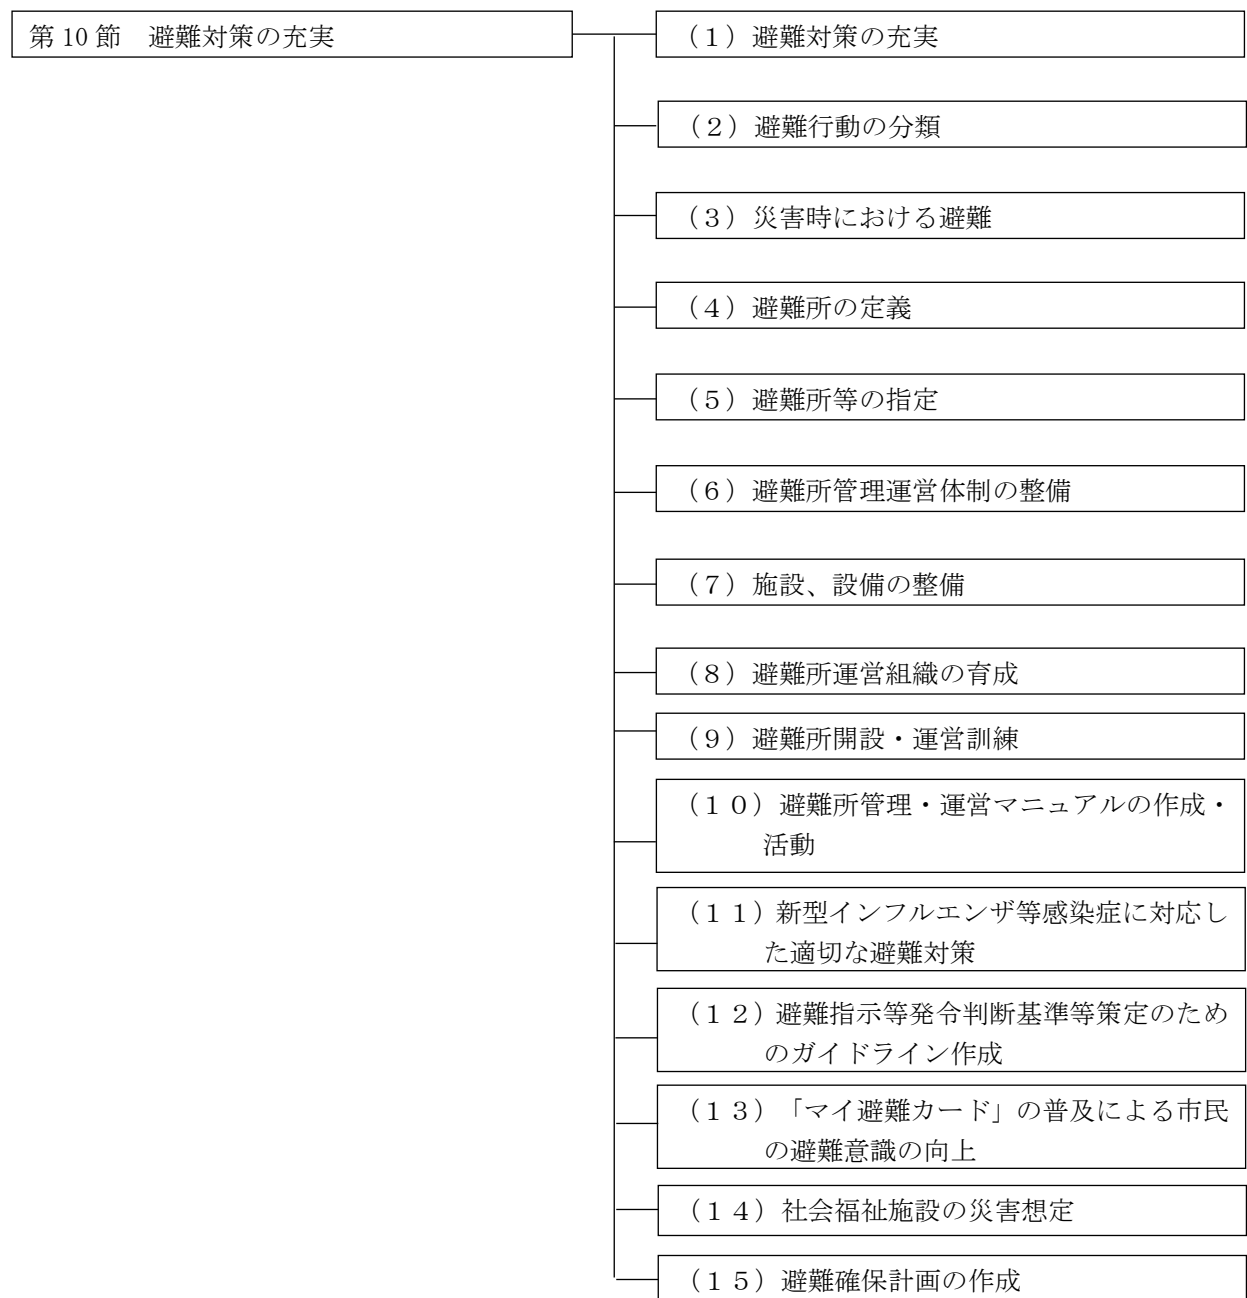 第10節　避難対策の充実
（１）避難対策の充実
（２）避難行動の分類
（３）災害時における避難
（４）避難所の定義
（５）避難所等の指定
（６）避難所管理運営体制の整備
（７）施設、設備の整備
（８）避難所運営組織の育成
（９）避難所開設・運営訓練
（１０）避難所管理・運営マニュアルの作成・
活動
（１１）新型インフルエンザ等感染症に対応し
た適切な避難対策
（１２）避難指示等発令判断基準等策定のため
のガイドライン作成
（１３）「マイ避難カード」の普及による市民
の避難意識の向上
（１４）社会福祉施設の災害想定
（１５）避難確保計画の作成